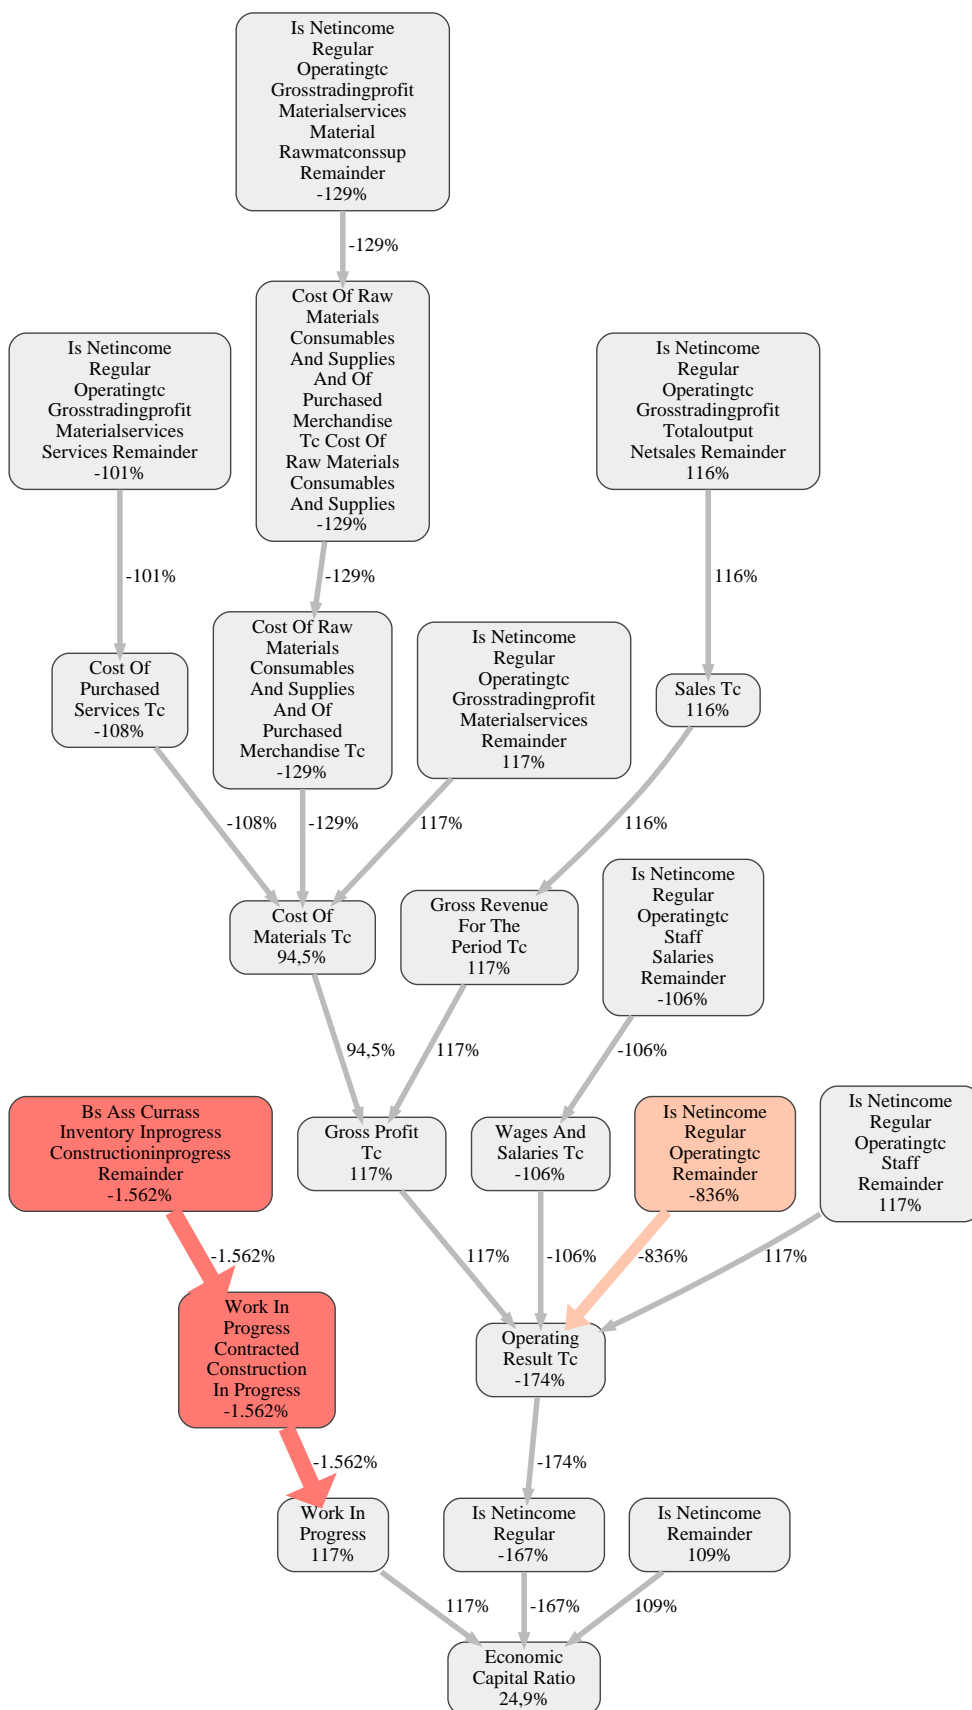 Is Netincome
Regular
Operatingtc
Grosstradingprofit
Materialservices
Material
Rawmatconssup
Remainder
-129%
-129%
Is Netincome
Regular
Operatingtc
Grosstradingprofit
Materialservices
Services Remainder
-101%
Cost Of Raw
Materials
Consumables
And Supplies
And Of
Purchased
Merchandise
Tc Cost Of
Raw Materials
Consumables
And Supplies
-129%
Is Netincome
Regular
Operatingtc
Grosstradingprofit
Totaloutput
Netsales Remainder
116%
-101%
-129%
116%
Cost Of
Purchased
Services Tc
-108%
Cost Of Raw
Materials
Consumables
And Supplies
And Of
Purchased
Merchandise Tc
-129%
Is Netincome
Regular
Operatingtc
Grosstradingprofit
Materialservices
Remainder
117%
Sales Tc
116%
-108%
-129%
117%
116%
Cost Of
Materials Tc
94,5%
Gross Revenue
For The
Period Tc
117%
Is Netincome
Regular
Operatingtc
Staff
Salaries
Remainder
-106%
94,5%
117%
-106%
Bs Ass Currass
Inventory Inprogress
Constructioninprogress
Remainder
-1.562%
Gross Profit
Tc
117%
Wages And
Salaries Tc
-106%
Is Netincome
Regular
Operatingtc
Remainder
-836%
Is Netincome
Regular
Operatingtc
Staff
Remainder
117%
-1.562%
117%
-106%
-836%
117%
Work In
Progress
Contracted
Construction
In Progress
-1.562%
Operating
Result Tc
-174%
-1.562%
-174%
Work In
Progress
117%
Is Netincome
Regular
-167%
Is Netincome
Remainder
109%
117%
-167%
109%
Economic
Capital Ratio
24,9%